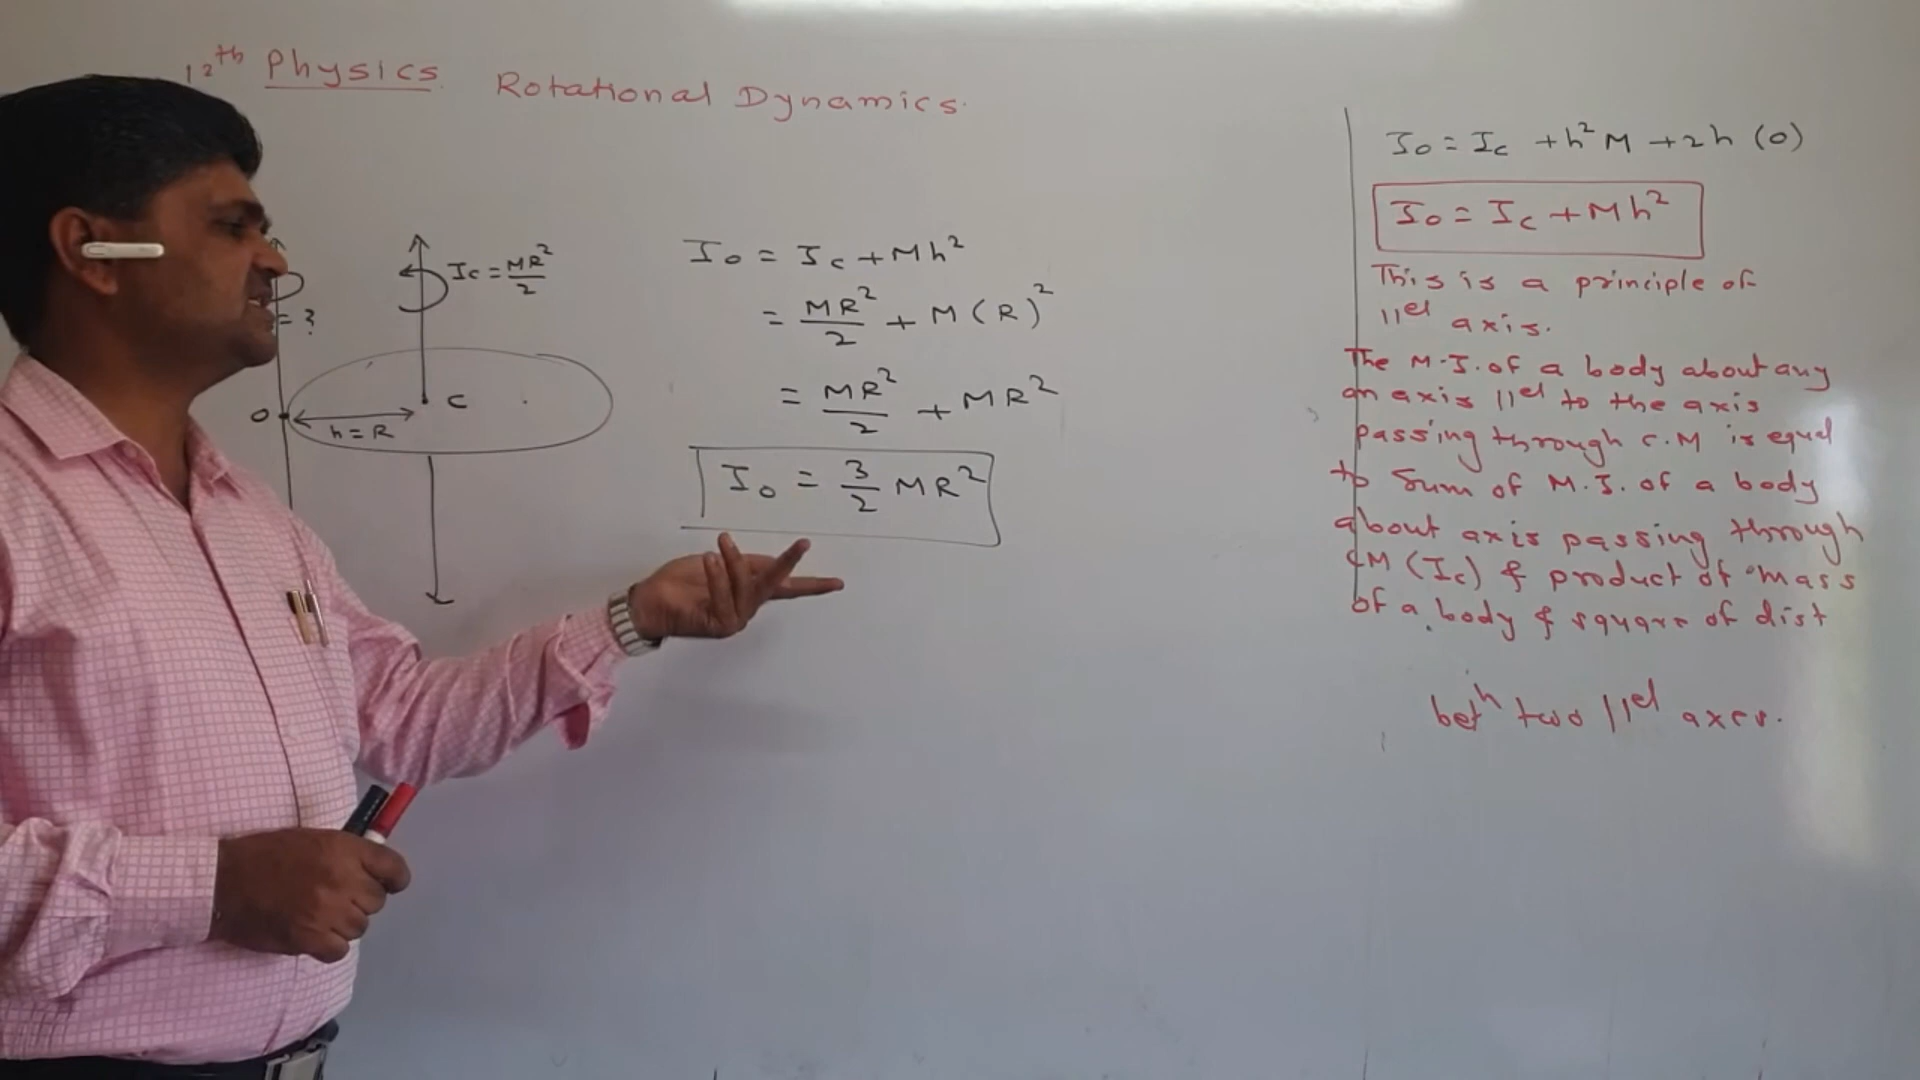 12th Physics. Rotational Dynamics.
= ?
Ic = MR²/2
O
C
h = R
Io = Ic + Mh²
= MR²/2 + M(R)²
= MR²/2 + MR²
Io = 3/2 MR²
Io = Ic + h²M + 2h (0)
Io = Ic + Mh²
This is a principle of
llel axis.
The M.I. of a body about any
an axis llel to the axis
passing through C.M is equal
to Sum of M.I. of a body
about axis passing through
CM (Ic) & product of mass
of a body & square of dist
betn two llel axes.